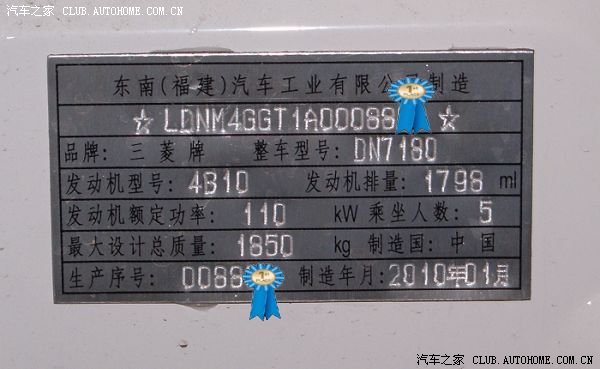 汽车之家 CLUB.AUTOHOME.COM.CN
东南(福建)汽车工业有限公司制造
☆LDNM4GGT1A00088 ☆
品牌: 三菱牌 整车型号: DN7180
发动机型号: 4B10 发动机排量: 1798 ml
发动机额定功率: 110 kW 乘坐人数: 5
最大设计总质量: 1850 kg 制造国: 中国
生产序号: 0088 制造年月: 2010年01月
汽车之家 CLUB.AUTOHOME.COM.CN